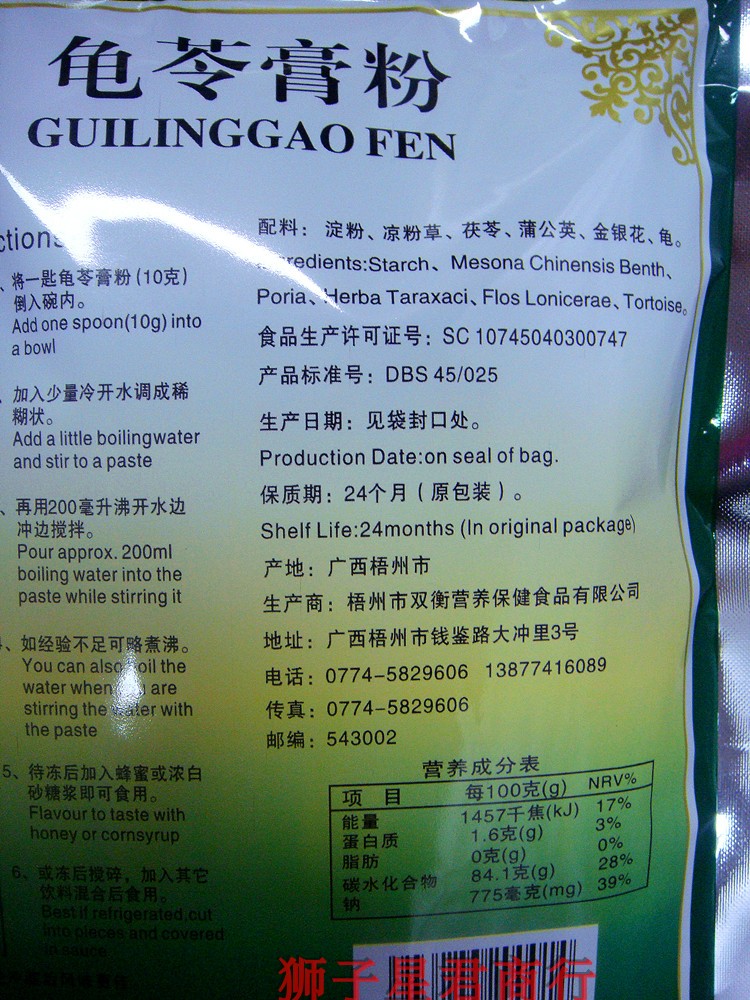 龟苓膏粉
GUILINGGAO FEN
ctions
、将一匙龟苓膏粉(10克)
倒入碗内。
Add one spoon(10g) into
a bowl
、加入少量冷开水调成稀
糊状。
Add a little boilingwater
and stir to a paste
、再用200毫升沸开水边
冲边搅拌。
Pour approx. 200ml
boiling water into the
paste while stirring it
、如经验不足可略煮沸。
You can also boil the
water when you are
stirring the water with
the paste
5、待冻后加入蜂蜜或浓白
砂糖浆即可食用。
Flavour to taste with
honey or cornsyrup
6、或冻后搅碎，加入其它
饮料混合后食用。
Best if refrigerated,cut
into pieces and covered
in sauce
配料：淀粉、凉粉草、茯苓、蒲公英、金银花、龟。
Ingredients:Starch、Mesona Chinensis Benth、
Poria、Herba Taraxaci、Flos Lonicerae、Tortoise。
食品生产许可证号：SC 10745040300747
产品标准号：DBS 45/025
生产日期：见袋封口处。
Production Date:on seal of bag.
保质期：24个月（原包装）。
Shelf Life:24months (In original package)
产地：广西梧州市
生产商：梧州市双衡营养保健食品有限公司
地址：广西梧州市钱鉴路大冲里3号
电话：0774-5829606 13877416089
传真：0774-5829606
邮编：543002
营养成分表
项 目 每100克(g) NRV%
能量 1457千焦(kJ) 17%
蛋白质 1.6克(g) 3%
脂肪 0克(g) 0%
碳水化合物 84.1克(g) 28%
钠 775毫克(mg) 39%
狮子星君商行